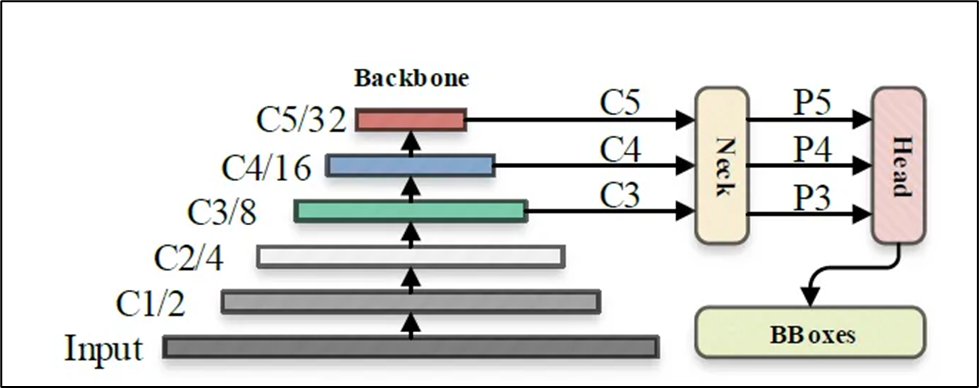 Backbone
C5/32
C4/16
C3/8
C2/4
C1/2
Input
C5
C4
C3
Neck
P5
P4
P3
Head
BBoxes